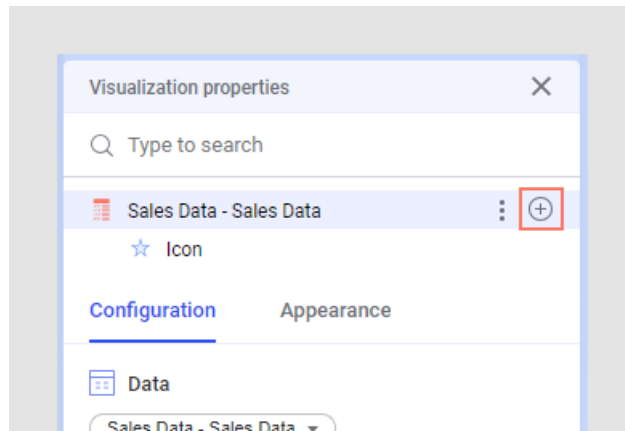 Visualization properties
Type to search
Sales Data - Sales Data
Icon
Configuration Appearance
Data
Sales Data - Sales Data